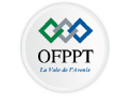 OFPPT
La Voie de l'Avenir